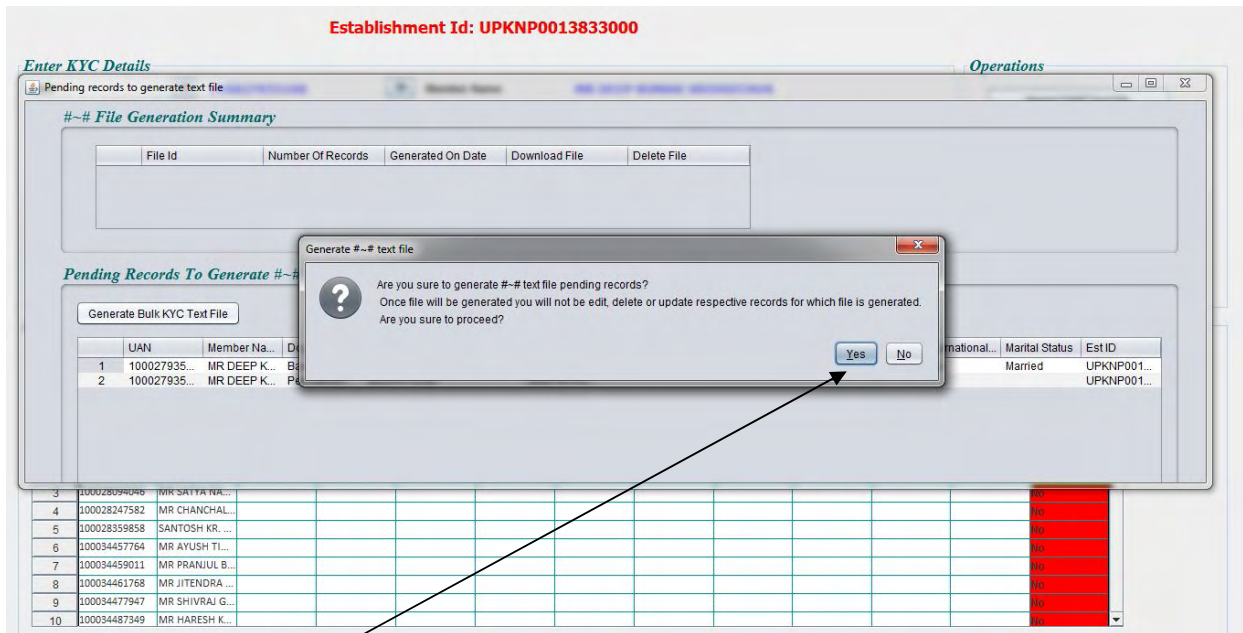 Establishment Id: UPKNP0013833000
Enter KYC Details
Operations
Pending records to generate text file
#~# File Generation Summary
File Id Number Of Records Generated On Date Download File Delete File
Generate #~# text file
Are you sure to generate #~# text file pending records?
Once file will be generated you will not be edit, delete or update respective records for which file is generated.
Are you sure to proceed?
Yes No
Pending Records To Generate #~#
Generate Bulk KYC Text File
UAN Member Na... rnational... Marital Status Est ID
1 100027935... MR DEEP K... Ba Married UPKNP001...
2 100027935... MR DEEP K... Pe UPKNP001...
3 100028094046 MR SATYA NA... No
4 100028247582 MR CHANCHAL... No
5 100028359858 SANTOSH KR. ... No
6 100034457764 MR AYUSH TI... No
7 100034459011 MR PRANJUL B... No
8 100034461768 MR JITENDRA ... No
9 100034477947 MR SHIVRAJ G... No
10 100034487349 MR HARESH K... No